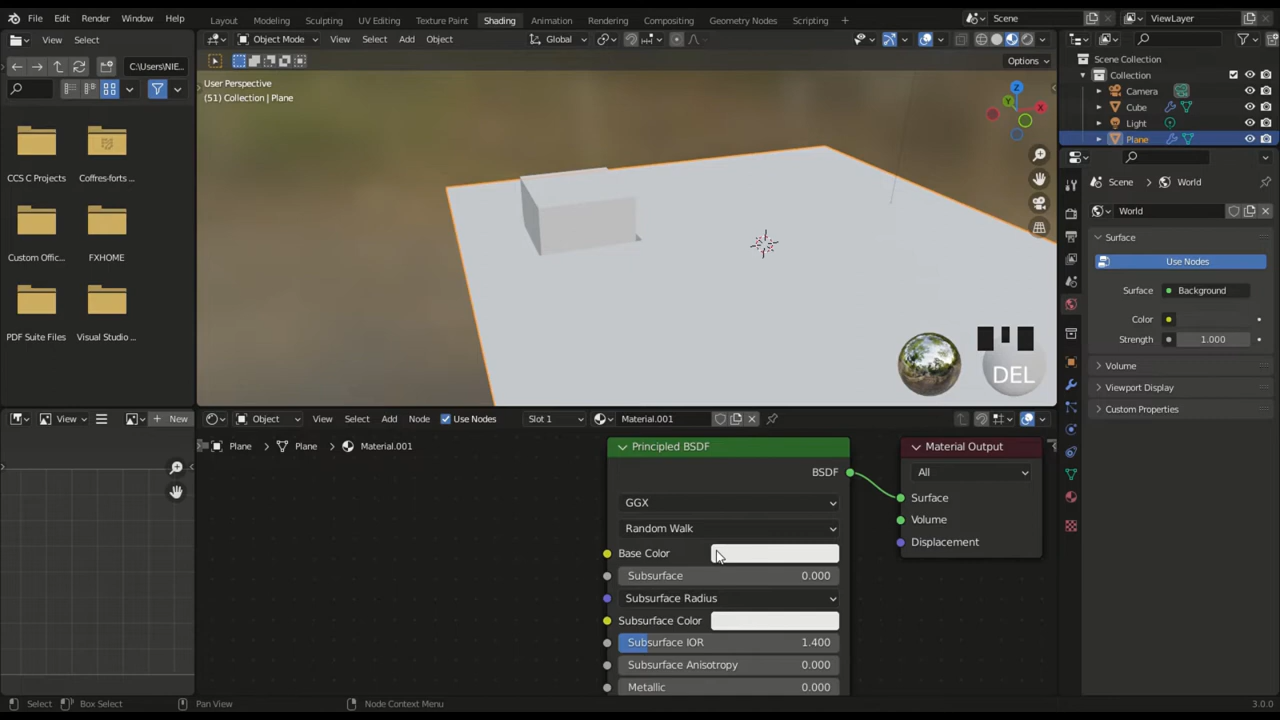 File Edit Render Window Help Layout Modeling Sculpting UV Editing Texture Paint Shading Animation Rendering Compositing Geometry Nodes Scripting + Scene ViewLayer
View Select Object Mode View Select Add Object Global
Options
C:\Users\NIE...
User Perspective
(51) Collection | Plane
Z
Y
X
CCS C Projects
Coffres-forts ...
Custom Offic...
FXHOME
PDF Suite Files
Visual Studio ...
DEL
Scene Collection
Collection
Camera
Cube
Light
Plane
Scene World
World
Surface
Use Nodes
Surface Background
Color
Strength 1.000
Volume
Viewport Display
Custom Properties
View + New
Object View Select Add Node Use Nodes Slot 1 Material.001
Plane Plane Material.001
Principled BSDF
BSDF
GGX
Random Walk
Base Color
Subsurface 0.000
Subsurface Radius
Subsurface Color
Subsurface IOR 1.400
Subsurface Anisotropy 0.000
Metallic 0.000
Material Output
All
Surface
Volume
Displacement
Select Box Select Pan View Node Context Menu 3.0.0